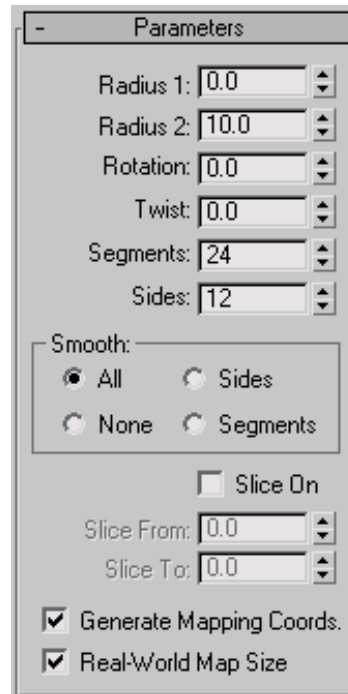 - Parameters
Radius 1: 0.0
Radius 2: 10.0
Rotation: 0.0
Twist: 0.0
Segments: 24
Sides: 12
Smooth:
All Sides
None Segments
Slice On
Slice From: 0.0
Slice To: 0.0
Generate Mapping Coords.
Real-World Map Size